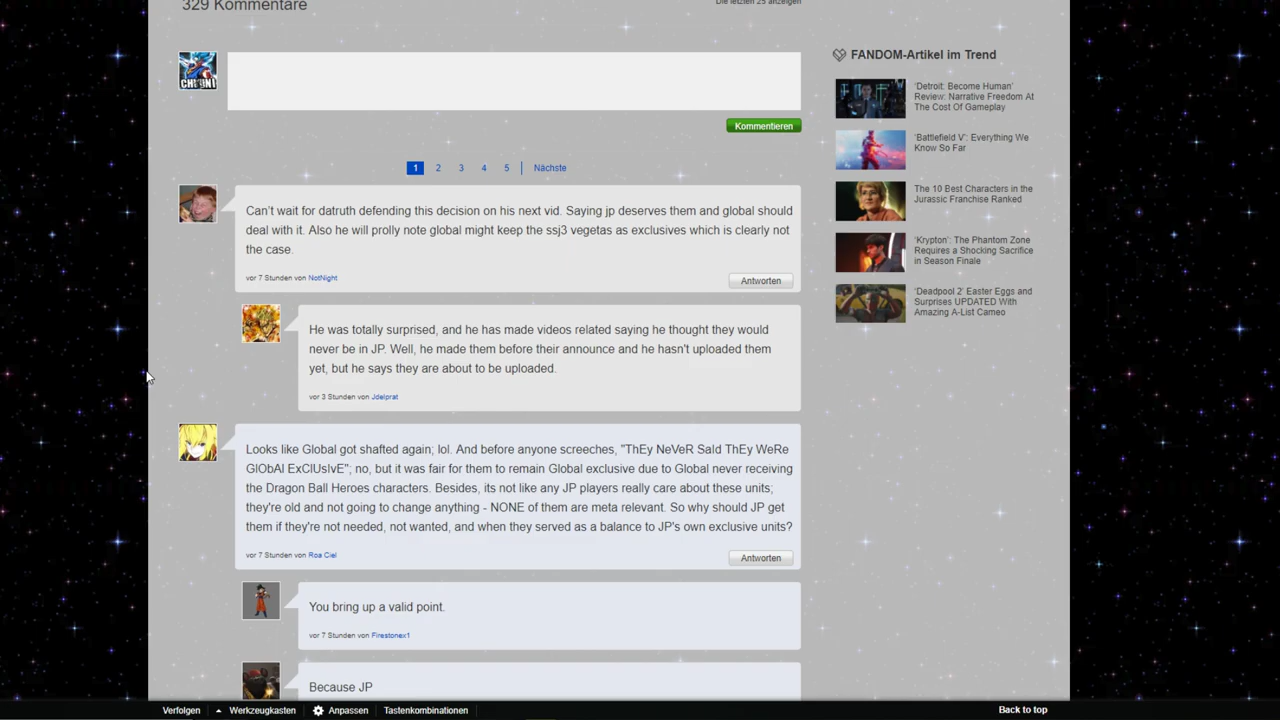 329 Kommentare
Die letzten 25 anzeigen
CHIONI
Kommentieren
1 2 3 4 5 | Nächste
Can't wait for datruth defending this decision on his next vid. Saying jp deserves them and global should
deal with it. Also he will prolly note global might keep the ssj3 vegetas as exclusives which is clearly not
the case.
vor 7 Stunden von NotNight
Antworten
He was totally surprised, and he has made videos related saying he thought they would
never be in JP. Well, he made them before their announce and he hasn't uploaded them
yet, but he says they are about to be uploaded.
vor 3 Stunden von Jdelprat
Looks like Global got shafted again; lol. And before anyone screeches, "ThEy NeVeR SaId ThEy WeRe
GlObAl ExClUsIvE"; no, but it was fair for them to remain Global exclusive due to Global never receiving
the Dragon Ball Heroes characters. Besides, its not like any JP players really care about these units;
they're old and not going to change anything - NONE of them are meta relevant. So why should JP get
them if they're not needed, not wanted, and when they served as a balance to JP's own exclusive units?
vor 7 Stunden von Roa Ciel
Antworten
You bring up a valid point.
vor 7 Stunden von Firestonex1
Because JP
FANDOM-Artikel im Trend
'Detroit: Become Human'
Review: Narrative Freedom At
The Cost Of Gameplay
'Battlefield V': Everything We
Know So Far
The 10 Best Characters in the
Jurassic Franchise Ranked
'Krypton': The Phantom Zone
Requires a Shocking Sacrifice
in Season Finale
'Deadpool 2' Easter Eggs and
Surprises UPDATED With
Amazing A-List Cameo
Verfolgen
Werkzeugkasten
Anpassen
Tastenkombinationen
Back to top